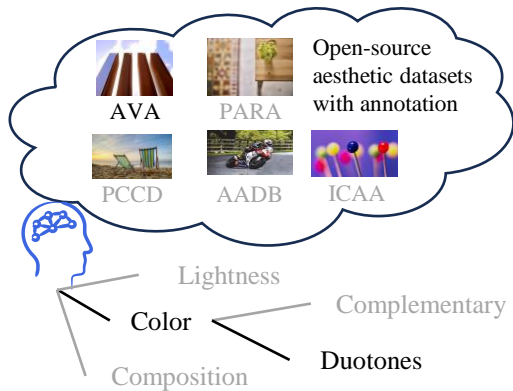 Open-source
aesthetic datasets
with annotation
AVA
PARA
PCCD
AADB
ICAA
Lightness
Color
Complementary
Duotones
Composition